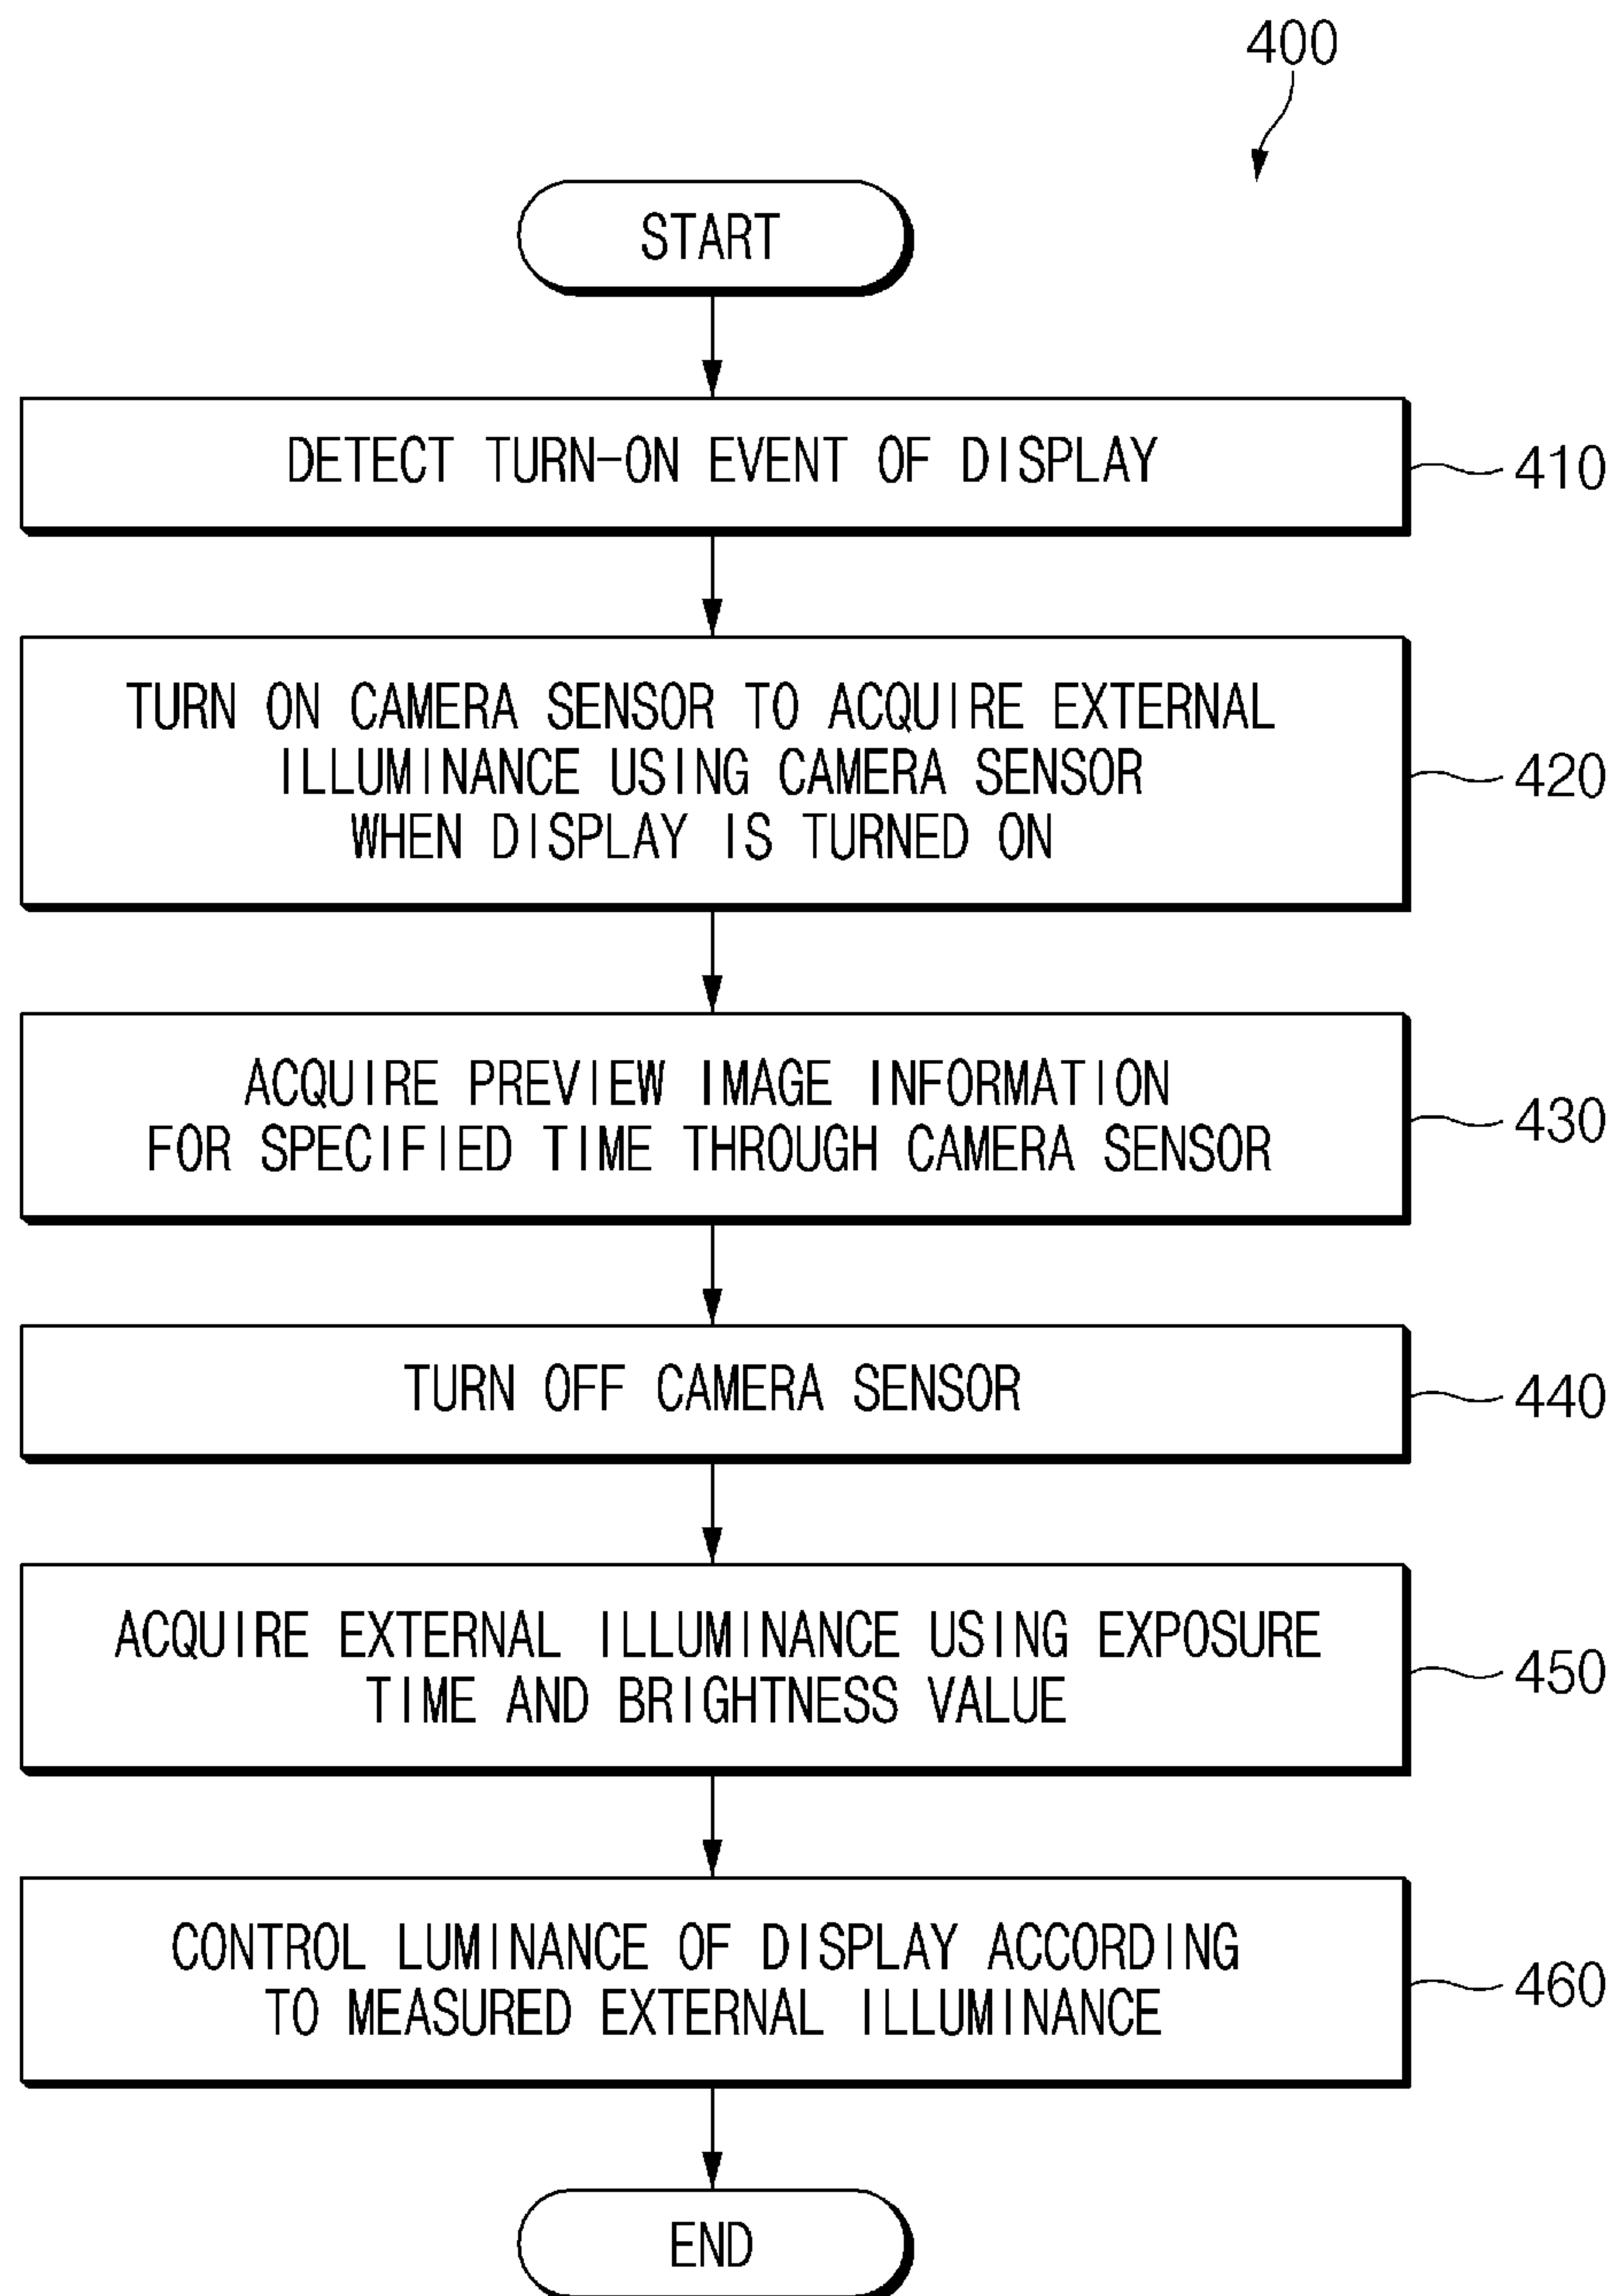 400
START
DETECT TURN-ON EVENT OF DISPLAY
410
TURN ON CAMERA SENSOR TO ACQUIRE EXTERNAL
ILLUMINANCE USING CAMERA SENSOR
WHEN DISPLAY IS TURNED ON
420
ACQUIRE PREVIEW IMAGE INFORMATION
FOR SPECIFIED TIME THROUGH CAMERA SENSOR
430
TURN OFF CAMERA SENSOR
440
ACQUIRE EXTERNAL ILLUMINANCE USING EXPOSURE
TIME AND BRIGHTNESS VALUE
450
CONTROL LUMINANCE OF DISPLAY ACCORDING
TO MEASURED EXTERNAL ILLUMINANCE
460
END